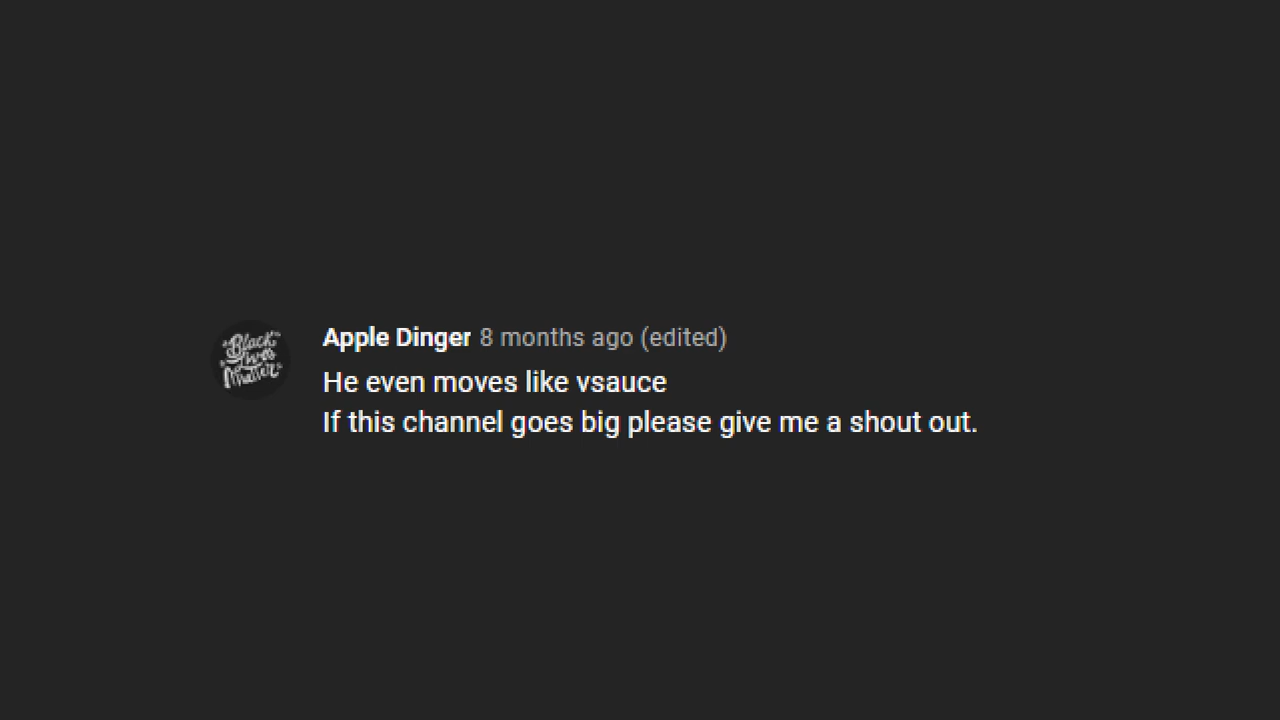 Black
Lives
Matter
Apple Dinger 8 months ago (edited)
He even moves like vsauce
If this channel goes big please give me a shout out.